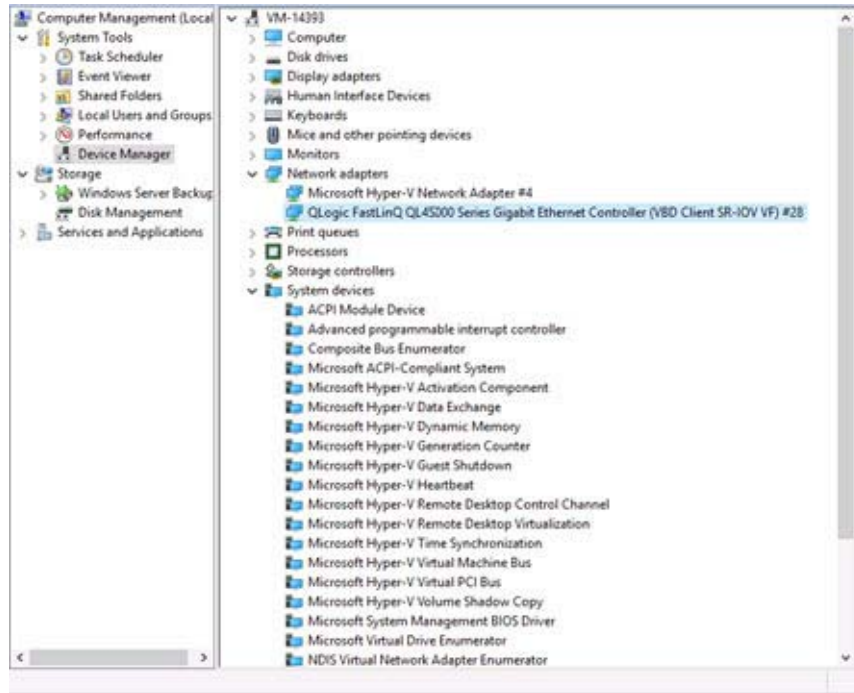 Computer Management (Local
System Tools
Task Scheduler
Event Viewer
Shared Folders
Local Users and Groups
Performance
Device Manager
Storage
Windows Server Backup
Disk Management
Services and Applications
VM-14393
Computer
Disk drives
Display adapters
Human Interface Devices
Keyboards
Mice and other pointing devices
Monitors
Network adapters
Microsoft Hyper-V Network Adapter #4
QLogic FastLinQ QL45000 Series Gigabit Ethernet Controller (VBD Client SR-IOV VF) #28
Print queues
Processors
Storage controllers
System devices
ACPI Module Device
Advanced programmable interrupt controller
Composite Bus Enumerator
Microsoft ACPI-Compliant System
Microsoft Hyper-V Activation Component
Microsoft Hyper-V Data Exchange
Microsoft Hyper-V Dynamic Memory
Microsoft Hyper-V Generation Counter
Microsoft Hyper-V Guest Shutdown
Microsoft Hyper-V Heartbeat
Microsoft Hyper-V Remote Desktop Control Channel
Microsoft Hyper-V Remote Desktop Virtualization
Microsoft Hyper-V Time Synchronization
Microsoft Hyper-V Virtual Machine Bus
Microsoft Hyper-V Virtual PCI Bus
Microsoft Hyper-V Volume Shadow Copy
Microsoft System Management BIOS Driver
Microsoft Virtual Drive Enumerator
NDIS Virtual Network Adapter Enumerator